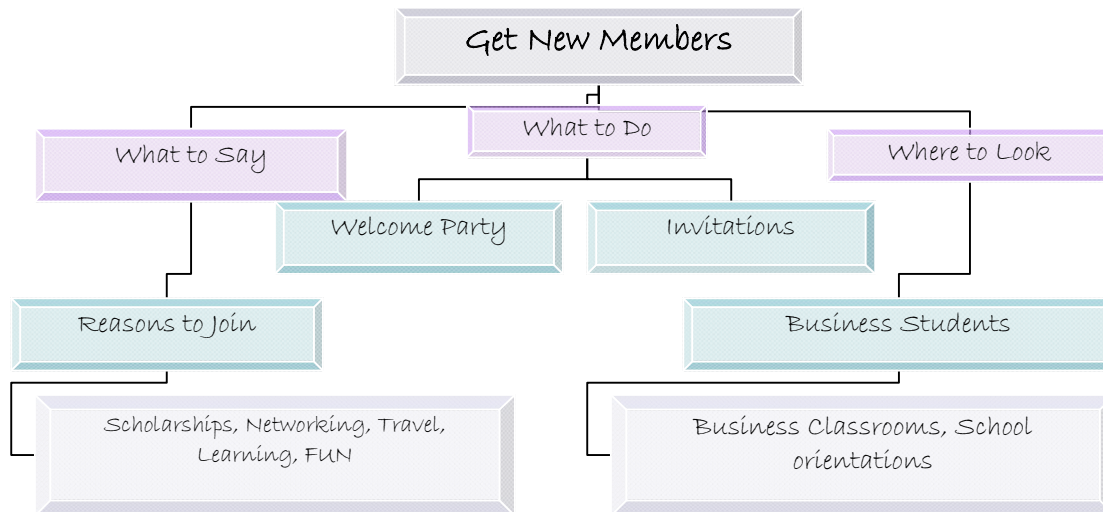 Get New Members
What to Do
What to Say
Where to Look
Welcome Party
Invitations
Reasons to Join
Business Students
Scholarships, Networking, Travel,
Learning, FUN
Business Classrooms, School
orientations